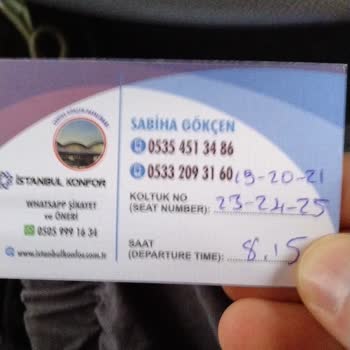 SABİHA GÖKÇEN
0535 451 34 86
0533 209 31 60
19-20-21
İSTANBUL KONFOR
WHATSAPP ŞİKAYET
ve ÖNERİ
0505 999 16 34
www.istanbulkonfor.com.tr
KOLTUK NO
(SEAT NUMBER): 23-24-25
SAAT
(DEPARTURE TIME): 8.15